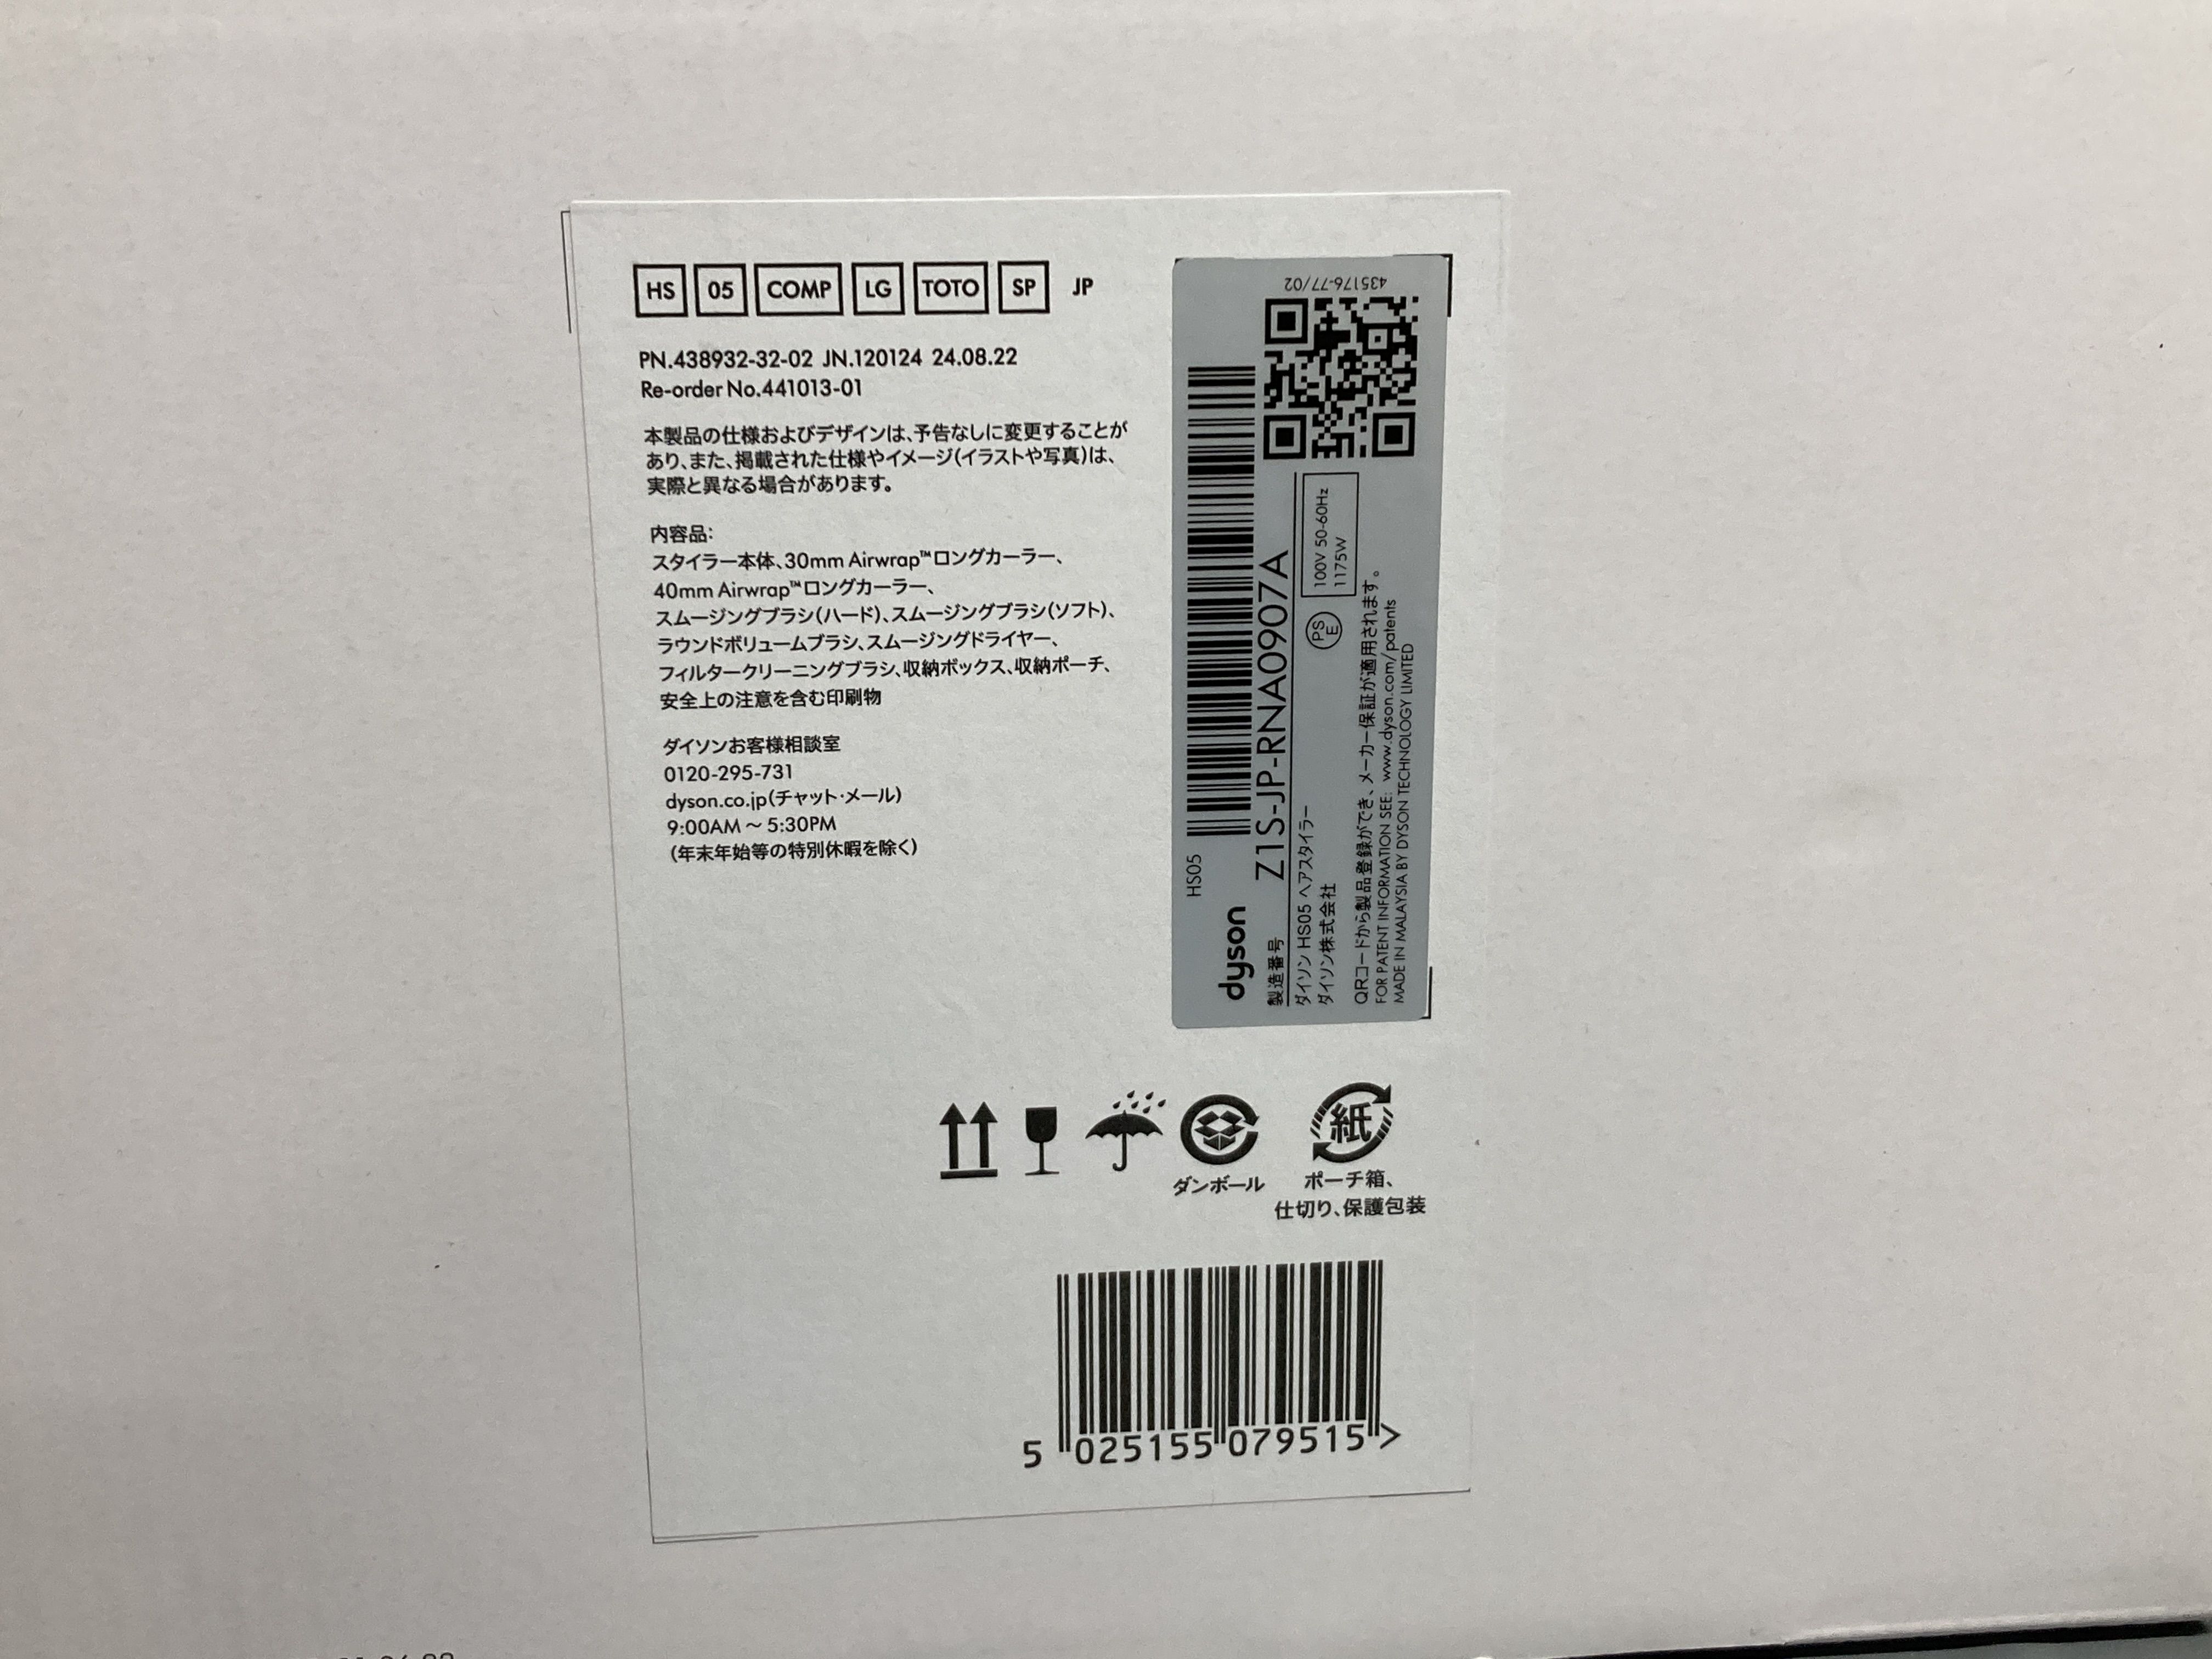 HS 05 COMP LG TOTO SP JP
PN.438932-32-02 JN.120124 24.08.22
Re-order No.441013-01
本製品の仕様およびデザインは、予告なしに変更することが
あり、また、掲載された仕様やイメージ(イラストや写真)は、
実際と異なる場合があります。
内容品:
スタイラー本体、30mm Airwrap™ロングカーラー、
40mm Airwrap™ロングカーラー、
スムージングブラシ(ハード)、スムージングブラシ(ソフト)、
ラウンドボリュームブラシ、スムージングドライヤー、
フィルタークリーニングブラシ、収納ボックス、収納ポーチ、
安全上の注意を含む印刷物
ダイソンお客様相談室
0120-295-731
dyson.co.jp(チャット・メール)
9:00AM～5:30PM
(年末年始等の特別休暇を除く)
435176-77/02
HS05
dyson
製造番号 Z1S-JP-RNA0907A
ダイソン HS05 ヘアスタイラー
ダイソン株式会社
PS E
100V 50-60Hz
1175W
QRコードから製品登録ができ、メーカー保証が適用されます。
FOR PATENT INFORMATION SEE: www.dyson.com/patents
MADE IN MALAYSIA BY DYSON TECHNOLOGY LIMITED
ダンボール
紙
ポーチ箱、
仕切り、保護包装
5 025155 079515 >